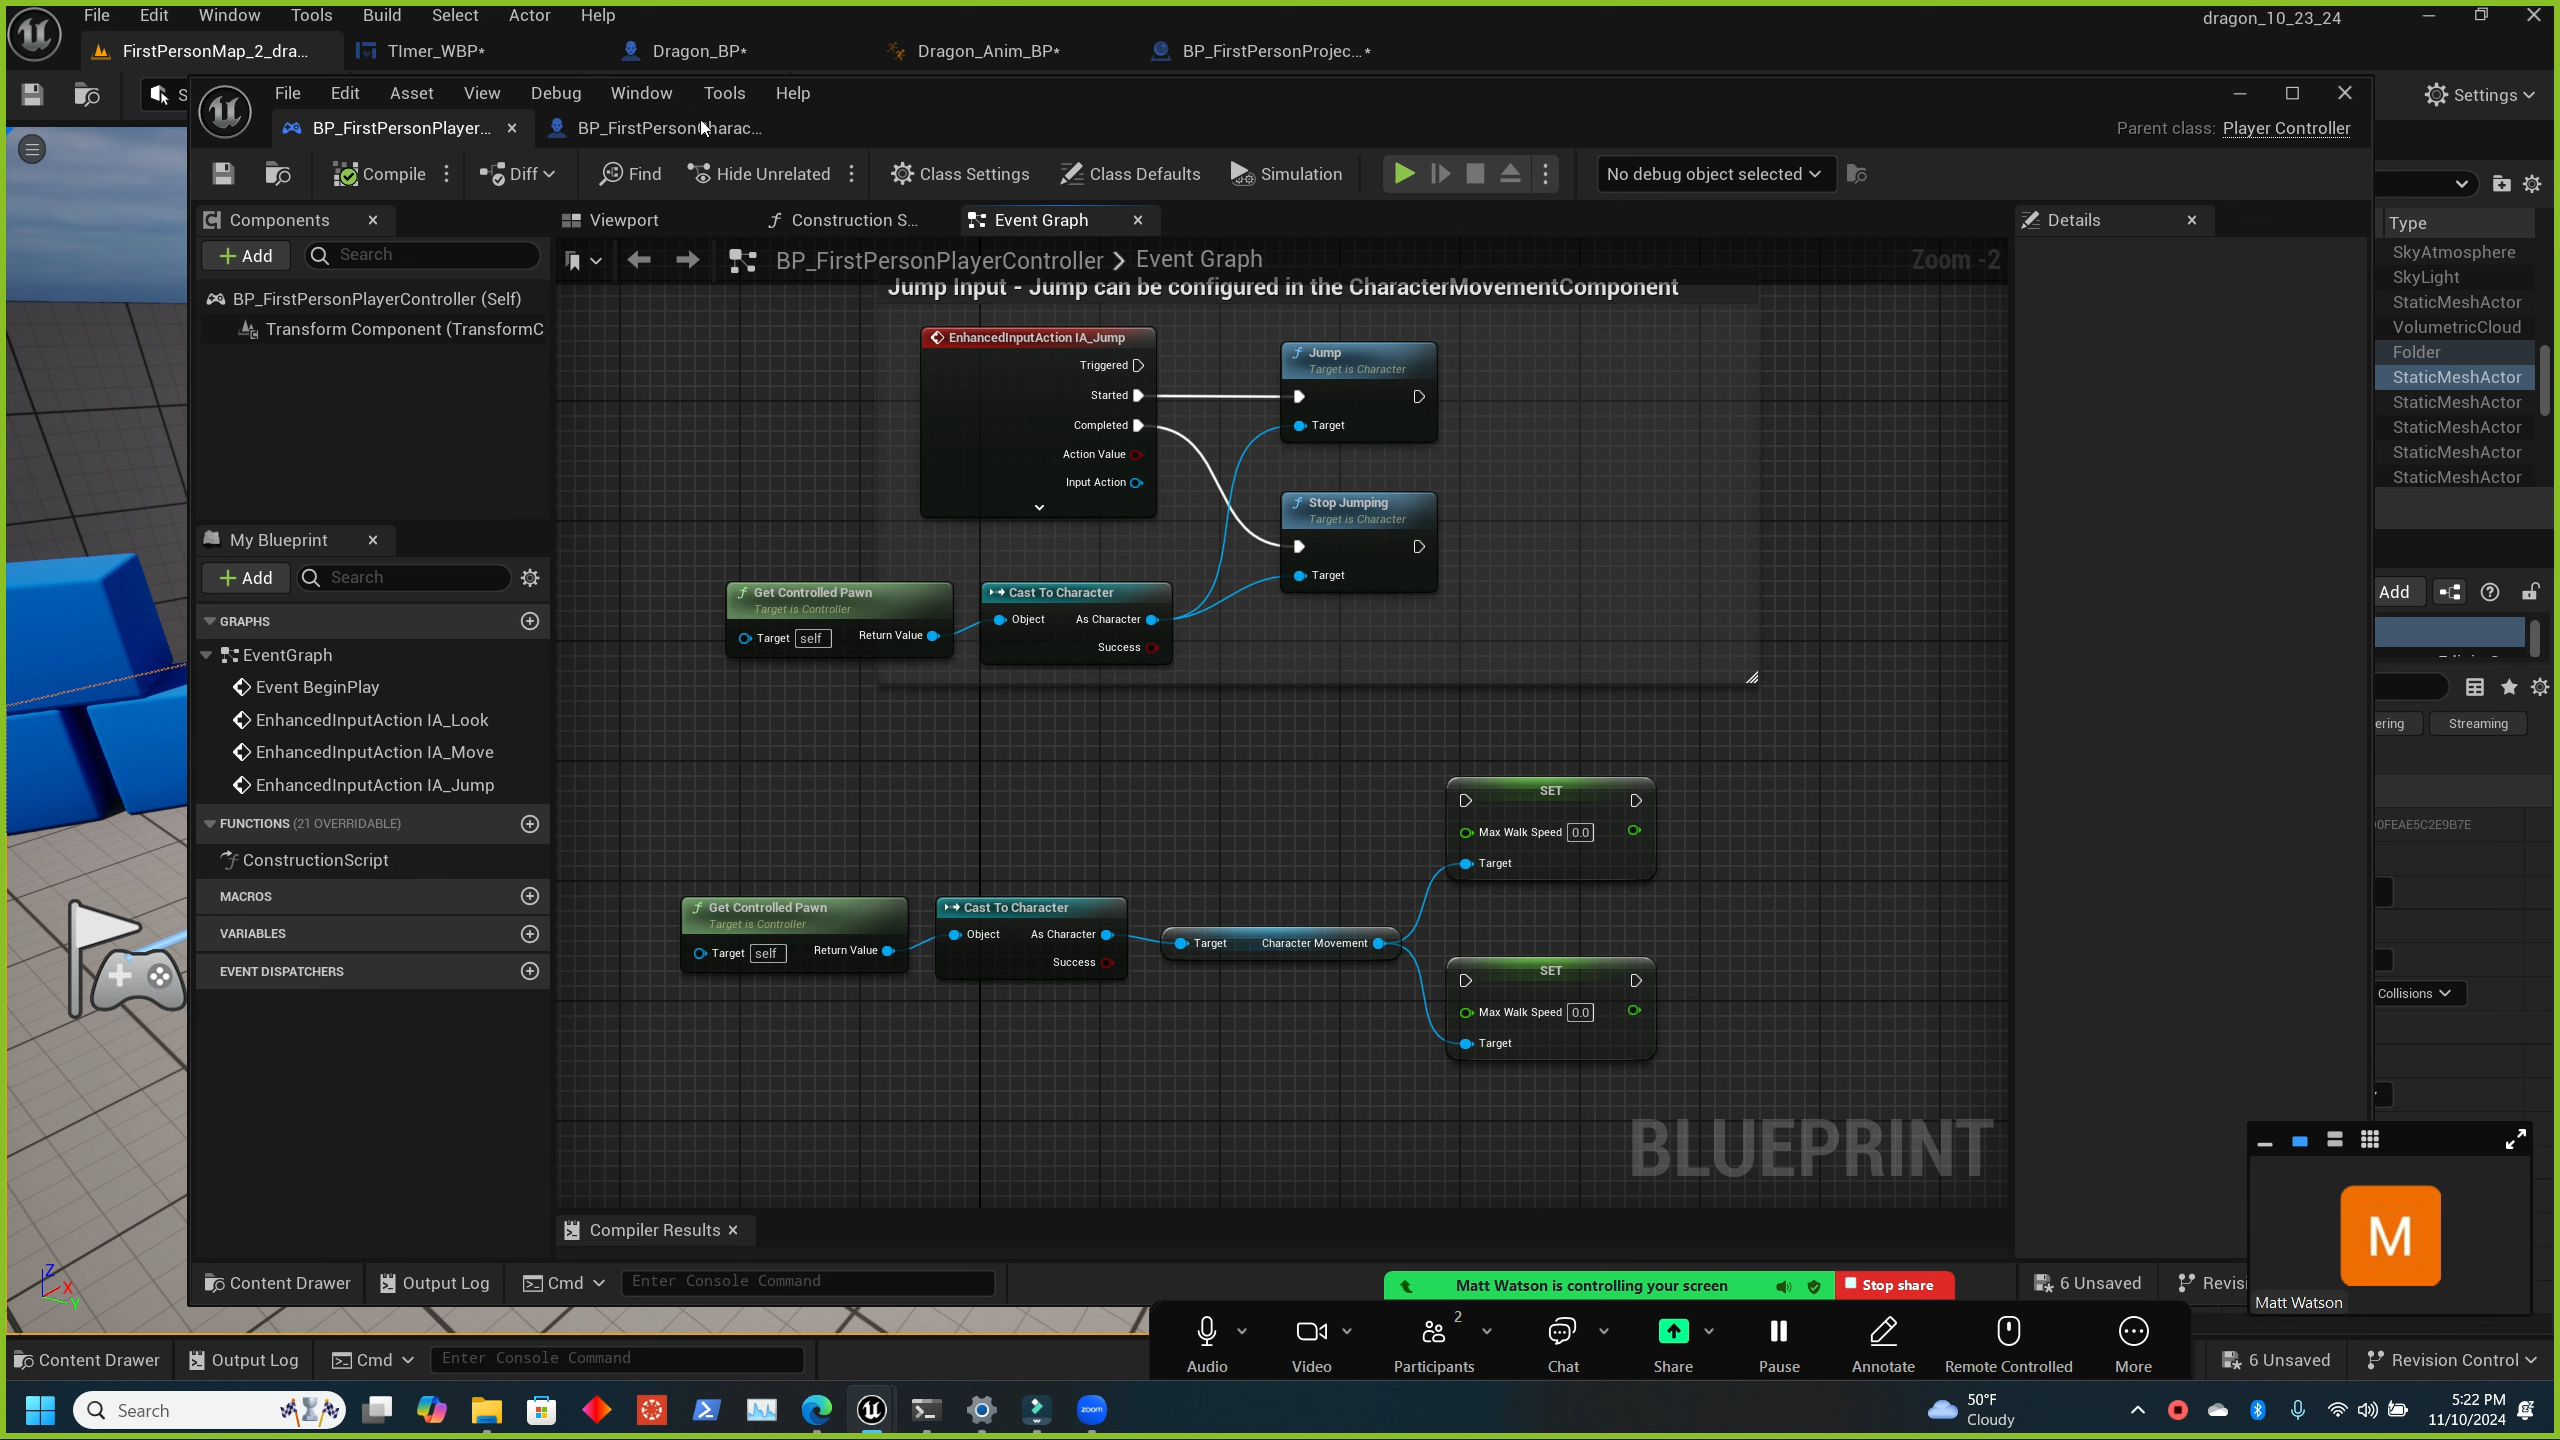 File Edit Window Tools Build Select Actor Help
dragon_10_23_24
FirstPersonMap_2_dra...
TImer_WBP*
Dragon_BP*
Dragon_Anim_BP*
BP_FirstPersonProjec...*
S
Settings
File Edit Asset View Debug Window Tools Help
BP_FirstPersonPlayer...
BP_FirstPersonCharac...
Parent class: Player Controller
Compile
Diff
Find
Hide Unrelated
Class Settings
Class Defaults
Simulation
No debug object selected
Components
Viewport
Construction S...
Event Graph
Details
Type
Add
Search
BP_FirstPersonPlayerController > Event Graph
Zoom -2
SkyAtmosphere
SkyLight
StaticMeshActor
VolumetricCloud
Folder
StaticMeshActor
StaticMeshActor
StaticMeshActor
StaticMeshActor
StaticMeshActor
BP_FirstPersonPlayerController (Self)
Transform Component (TransformC
Jump Input - Jump can be configured in the CharacterMovementComponent
EnhancedInputAction IA_Jump
Triggered
Started
Completed
Action Value
Input Action
Jump
Target is Character
Target
Stop Jumping
Target is Character
Target
Get Controlled Pawn
Target is Controller
Target self
Return Value
Cast To Character
Object
As Character
Success
My Blueprint
Add
Search
GRAPHS
EventGraph
Event BeginPlay
EnhancedInputAction IA_Look
EnhancedInputAction IA_Move
EnhancedInputAction IA_Jump
FUNCTIONS (21 OVERRIDABLE)
ConstructionScript
MACROS
VARIABLES
EVENT DISPATCHERS
SET
Max Walk Speed 0.0
Target
Get Controlled Pawn
Target is Controller
Target self
Return Value
Cast To Character
Object
As Character
Success
Target
Character Movement
SET
Max Walk Speed 0.0
Target
BLUEPRINT
Add
ering
Streaming
0FEAE5C2E9B7E
Collisions
Compiler Results
Content Drawer
Output Log
Cmd
Enter Console Command
Matt Watson is controlling your screen
Stop share
6 Unsaved
Revisi
M
Matt Watson
Audio
Video
2
Participants
Chat
Share
Pause
Annotate
Remote Controlled
More
Z
X
Y
Content Drawer
Output Log
Cmd
Enter Console Command
6 Unsaved
Revision Control
Search
zoom
50°F
Cloudy
5:22 PM
11/10/2024